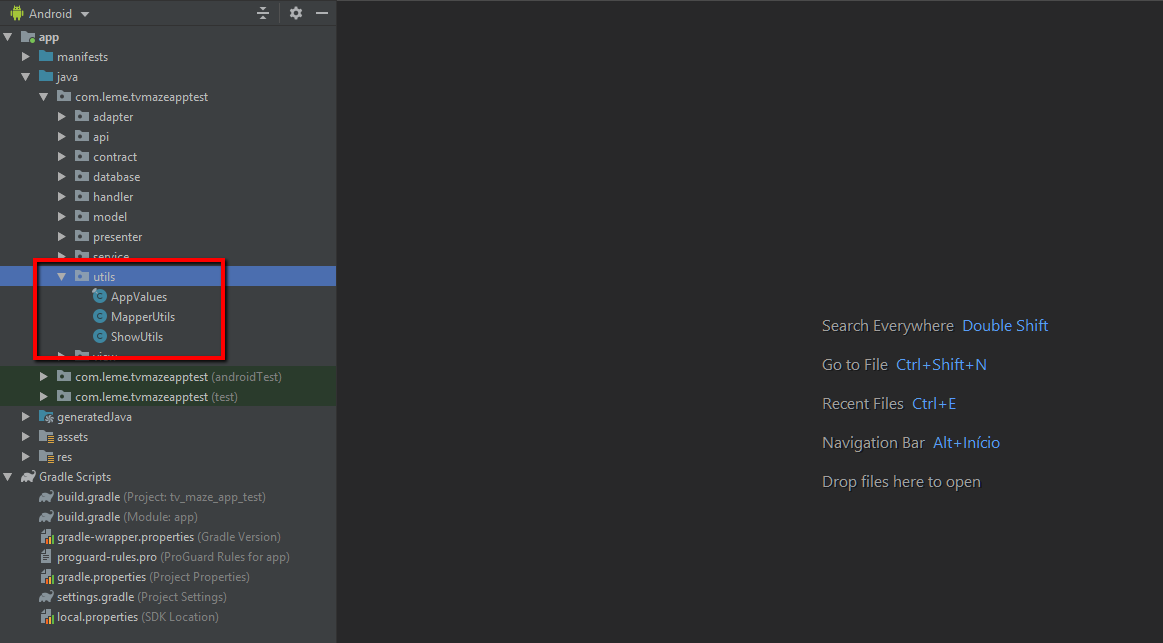 Android
app
manifests
java
com.leme.tvmazeapptest
adapter
api
contract
database
handler
model
presenter
service
utils
AppValues
MapperUtils
ShowUtils
view
com.leme.tvmazeapptest (androidTest)
com.leme.tvmazeapptest (test)
generatedJava
assets
res
Gradle Scripts
build.gradle (Project: tv_maze_app_test)
build.gradle (Module: app)
gradle-wrapper.properties (Gradle Version)
proguard-rules.pro (ProGuard Rules for app)
gradle.properties (Project Properties)
settings.gradle (Project Settings)
local.properties (SDK Location)
Search Everywhere Double Shift
Go to File Ctrl+Shift+N
Recent Files Ctrl+E
Navigation Bar Alt+Início
Drop files here to open